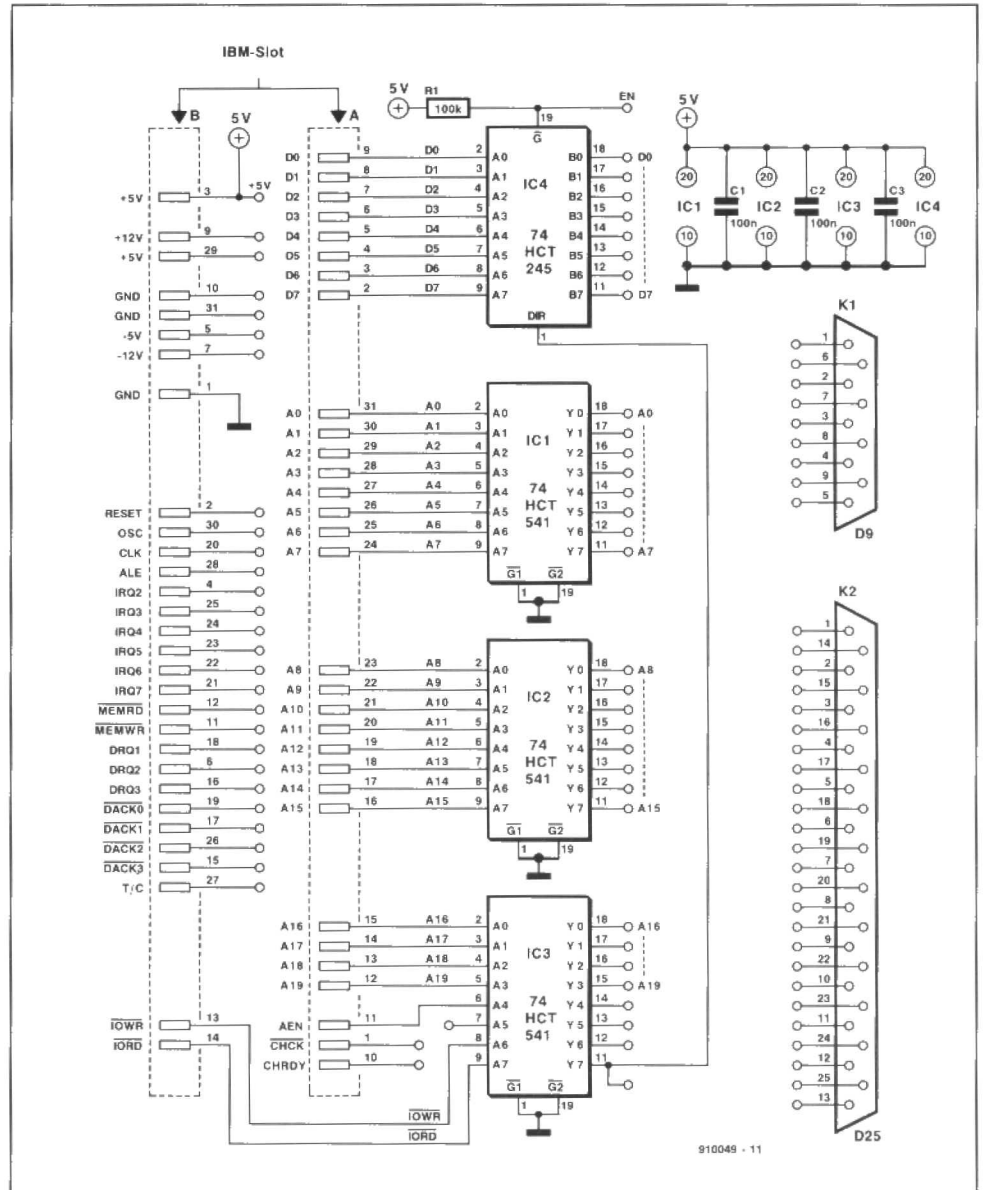 IBM-Slot
B
A
5 V
+5V
+5V 3
+12V 9
+5V 29
GND 10
GND 31
-5V 5
-12V 7
GND 1
RESET 2
OSC 30
CLK 20
ALE 28
IRQ2 4
IRQ3 25
IRQ4 24
IRQ5 23
IRQ6 22
IRQ7 21
MEMRD 12
MEMWR 11
DRQ1 18
DRQ2 6
DRQ3 16
DACK0 19
DACK1 17
DACK2 26
DACK3 15
T/C 27
IOWR 13
IORD 14
5 V R1 EN
100k
19
G
D0 9 D0 2 A0 B0 18 D0
D1 8 D1 3 A1 B1 17
D2 7 D2 4 A2 B2 16
D3 6 D3 5 A3 B3 15
D4 5 D4 6 A4 B4 14
D5 4 D5 7 A5 B5 13
D6 3 D6 8 A6 B6 12
D7 2 D7 9 A7 B7 11 D7
IC4
74
HCT
245
DIR
1
A0 31 A0 2 A0 Y0 18 A0
A1 30 A1 3 A1 Y1 17
A2 29 A2 4 A2 Y2 16
A3 28 A3 5 A3 Y3 15
A4 27 A4 6 A4 Y4 14
A5 26 A5 7 A5 Y5 13
A6 25 A6 8 A6 Y6 12
A7 24 A7 9 A7 Y7 11 A7
IC1
74
HCT
541
G1 G2
1 19
A8 23 A8 2 A0 Y0 18 A8
A9 22 A9 3 A1 Y1 17
A10 21 A10 4 A2 Y2 16
A11 20 A11 5 A3 Y3 15
A12 19 A12 6 A4 Y4 14
A13 18 A13 7 A5 Y5 13
A14 17 A14 8 A6 Y6 12
A15 16 A15 9 A7 Y7 11 A15
IC2
74
HCT
541
G1 G2
1 19
A16 15 A16 2 A0 Y0 18 A16
A17 14 A17 3 A1 Y1 17
A18 13 A18 4 A2 Y2 16
A19 12 A19 5 A3 Y3 15 A19
6 A4 Y4 14
AEN 11 7 A5 Y5 13
CHCK 1 8 A6 Y6 12
CHRDY 10 9 A7 Y7 11
IC3
74
HCT
541
G1 G2
1 19
IOWR
IORD
5 V
20 20 20 20
C1 C2 C3
IC1 IC2 IC3 IC4
100n 100n 100n
10 10 10 10
K1
1
6
2
7
3
8
4
9
5
D9
K2
1
14
2
15
3
16
4
17
5
18
6
19
7
20
8
21
9
22
10
23
11
24
12
25
13
D25
910049 - 11